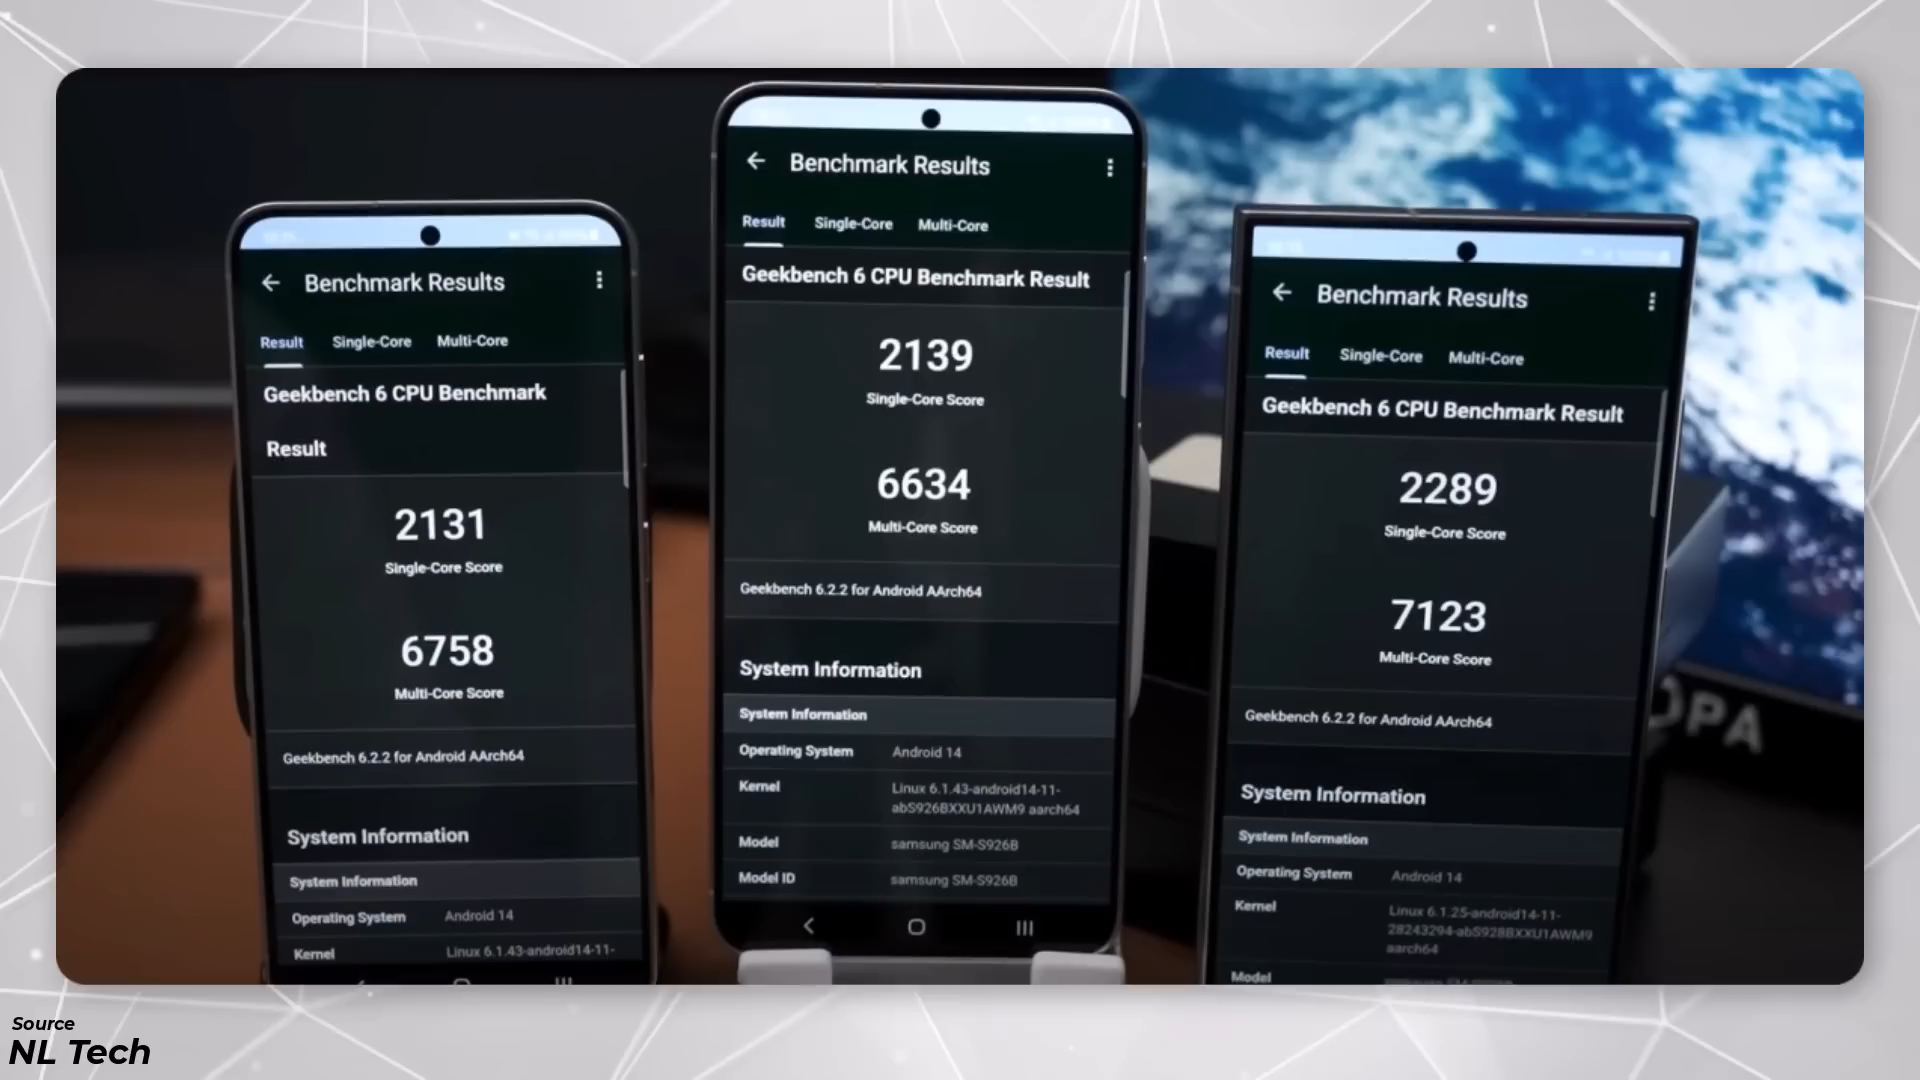 Benchmark Results
Result Single-Core Multi-Core
Geekbench 6 CPU Benchmark
Result
2131
Single-Core Score
6758
Multi-Core Score
Geekbench 6.2.2 for Android AArch64
System Information
System Information
Operating System Android 14
Kernel Linux 6.1.43-android14-11-
Benchmark Results
Result Single-Core Multi-Core
Geekbench 6 CPU Benchmark Result
2139
Single-Core Score
6634
Multi-Core Score
Geekbench 6.2.2 for Android AArch64
System Information
System Information
Operating System Android 14
Kernel Linux 6.1.43-android14-11-
abS926BXXU1AWM9 aarch64
Model samsung SM-S926B
Model ID samsung SM-S926B
Benchmark Results
Result Single-Core Multi-Core
Geekbench 6 CPU Benchmark Result
2289
Single-Core Score
7123
Multi-Core Score
Geekbench 6.2.2 for Android AArch64
System Information
System Information
Operating System Android 14
Kernel Linux 6.1.25-android14-11-
28243294-abS928BXXU1AWM9
aarch64
Model
OPA
Source
NL Tech